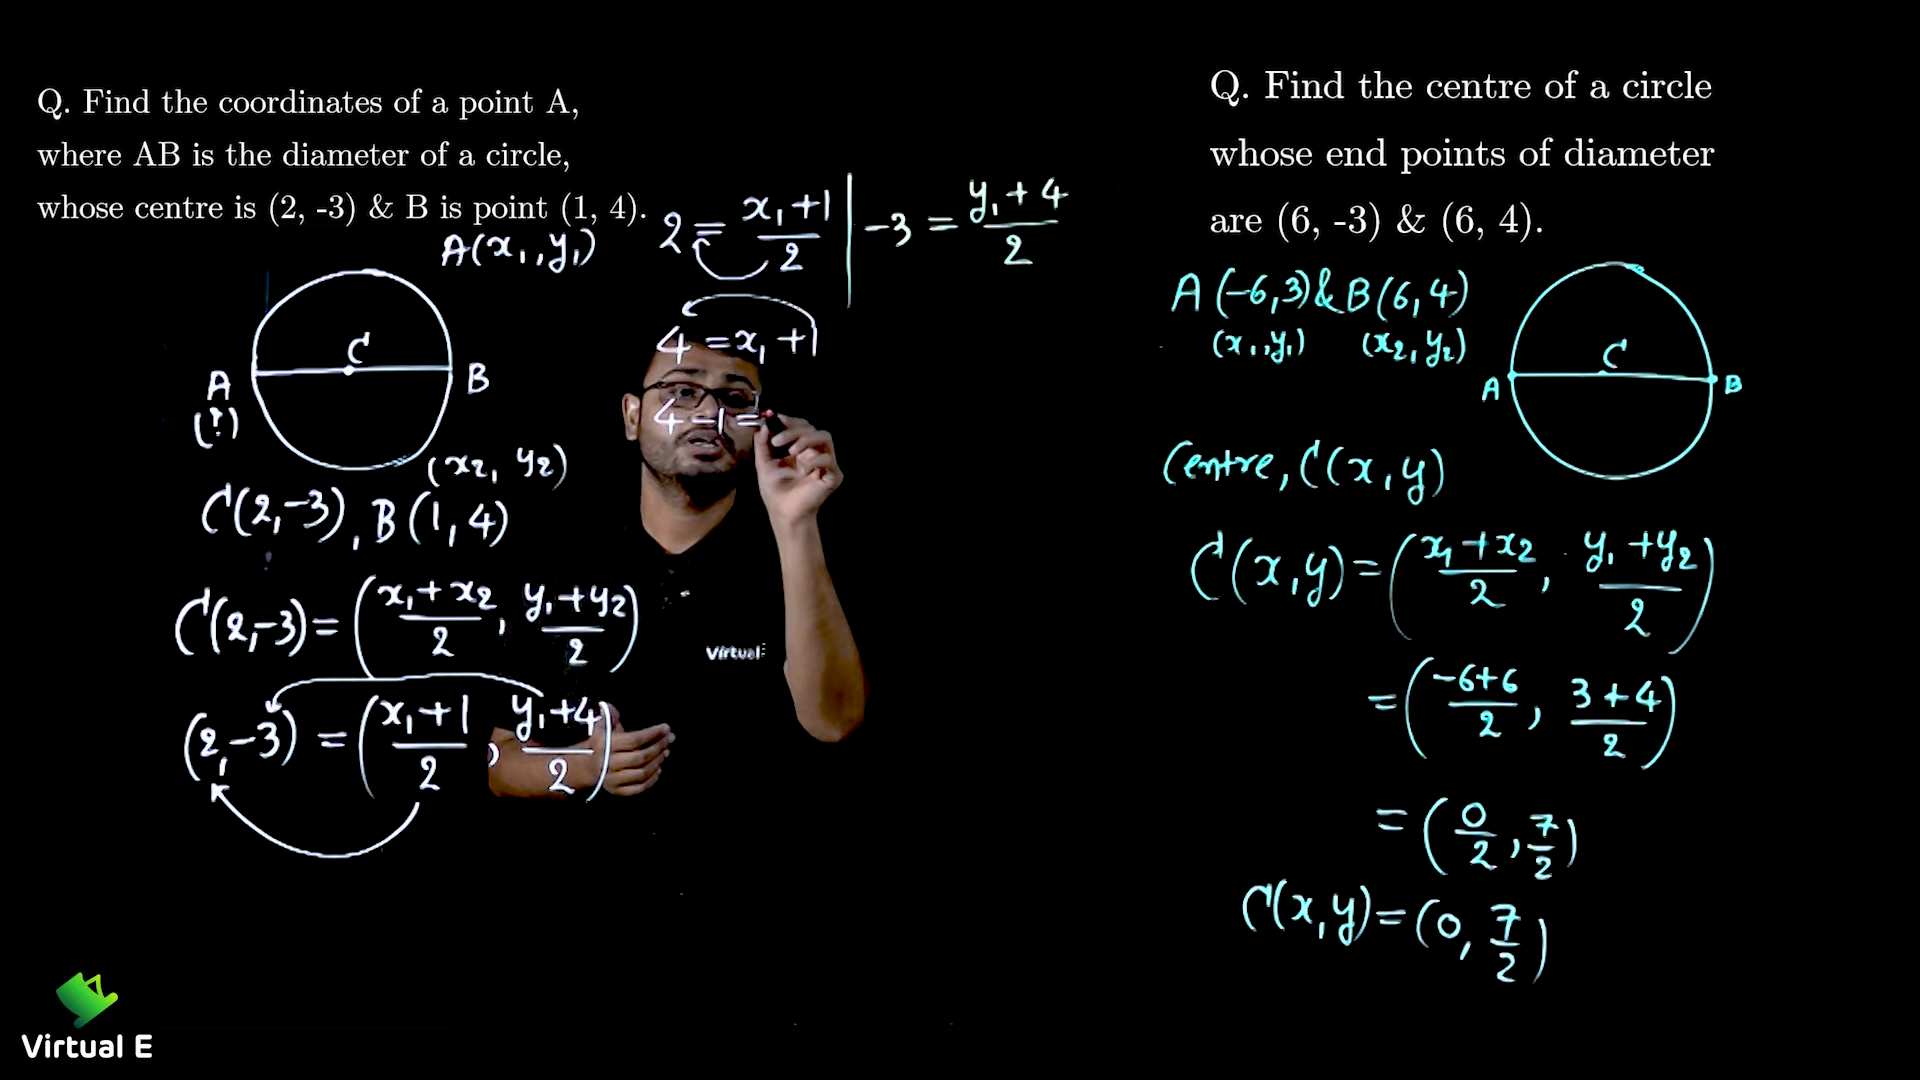 Q. Find the coordinates of a point A,
where AB is the diameter of a circle,
whose centre is (2, -3) & B is point (1, 4).
A(x₁, y₁)
C
A
B
(?)
(x₂, y₂)
C(2,-3), B(1, 4)
C(2,-3) = (x₁+x₂/2, y₁+y₂/2)
(2,-3) = (x₁+1/2, y₁+4/2)
2 = x₁+1/2 | -3 = y₁+4/2
4 = x₁+1
4-1=
Virtual E
Q. Find the centre of a circle
whose end points of diameter
are (6, -3) & (6, 4).
A(-6,3) & B(6,4)
(x₁,y₁) (x₂,y₂)
C
A
B
Centre, C(x,y)
C(x,y) = (x₁+x₂/2, y₁+y₂/2)
= (-6+6/2, 3+4/2)
= (0/2, 7/2)
C(x,y) = (0, 7/2)
Virtual E